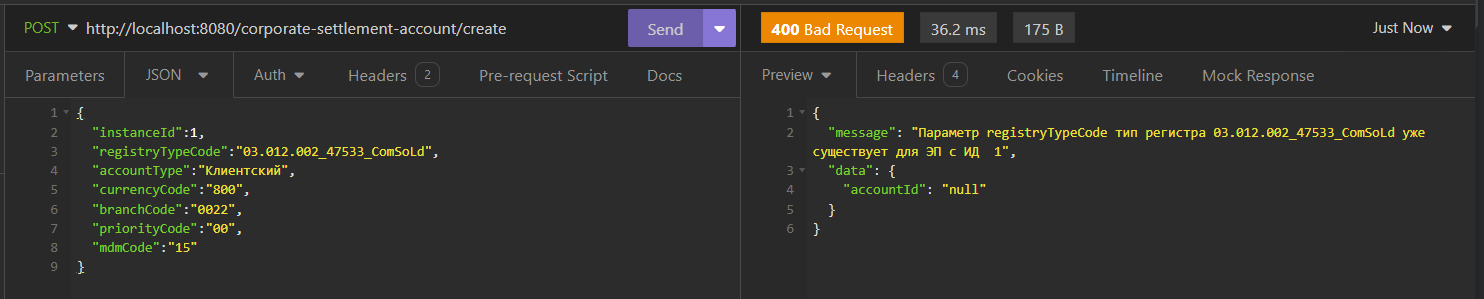 POST http://localhost:8080/corporate-settlement-account/create Send
400 Bad Request 36.2 ms 175 B Just Now
Parameters JSON Auth Headers 2 Pre-request Script Docs
Preview Headers 4 Cookies Timeline Mock Response
1 {
2 "instanceId":1,
3 "registryTypeCode":"03.012.002_47533_ComSoLd",
4 "accountType":"Клиентский",
5 "currencyCode":"800",
6 "branchCode":"0022",
7 "priorityCode":"00",
8 "mdmCode":"15"
9 }
1 {
2 "message": "Параметр registryTypeCode тип регистра 03.012.002_47533_ComSoLd уже
существует для ЭП с ИД  1",
3 "data": {
4 "accountId": "null"
5 }
6 }